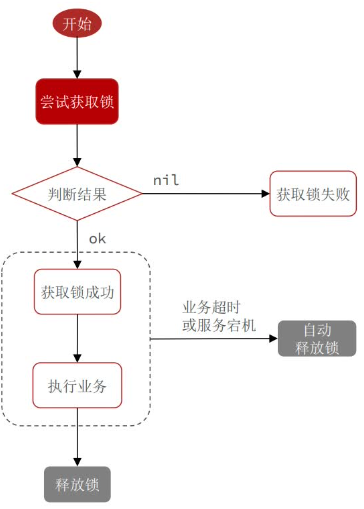 开始
尝试获取锁
判断结果
nil
获取锁失败
ok
获取锁成功
业务超时
或服务宕机
自动
释放锁
执行业务
释放锁